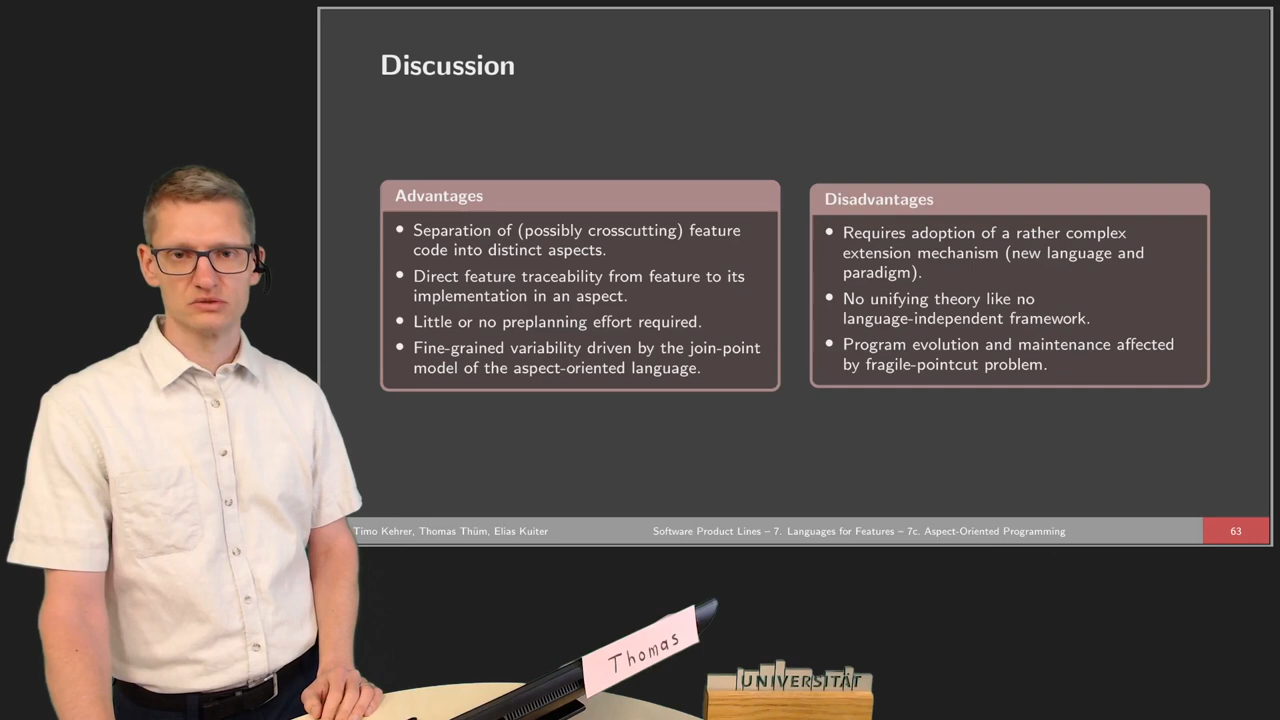 Discussion
Advantages
• Separation of (possibly crosscutting) feature
code into distinct aspects.
• Direct feature traceability from feature to its
implementation in an aspect.
• Little or no preplanning effort required.
• Fine-grained variability driven by the join-point
model of the aspect-oriented language.
Disadvantages
• Requires adoption of a rather complex
extension mechanism (new language and
paradigm).
• No unifying theory like no
language-independent framework.
• Program evolution and maintenance affected
by fragile-pointcut problem.
Timo Kehrer, Thomas Thüm, Elias Kuiter
Software Product Lines – 7. Languages for Features – 7c. Aspect-Oriented Programming
63
Thomas
UNIVERSITÄT